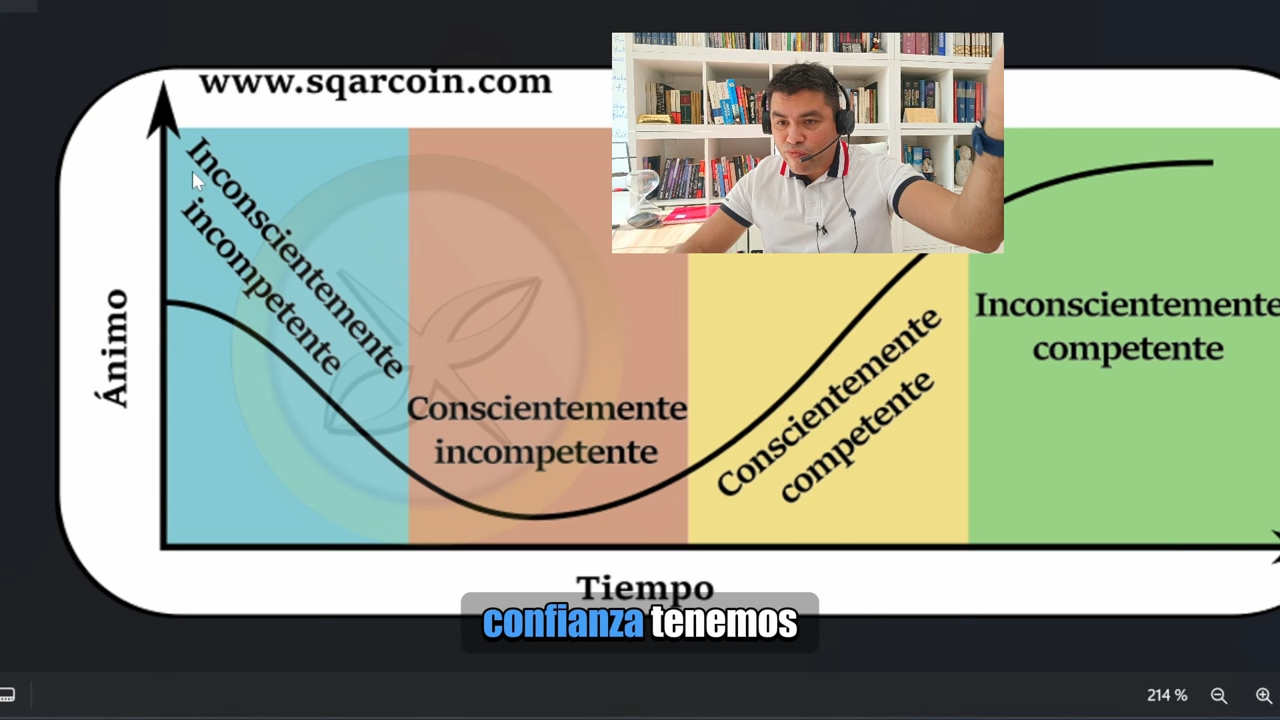 www.sqarcoin.com
Inconscientemente
incompetente
Ánimo
Conscientemente
incompetente
Conscientemente
competente
Inconscientemente
competente
Tiempo
confianza tenemos
214 %